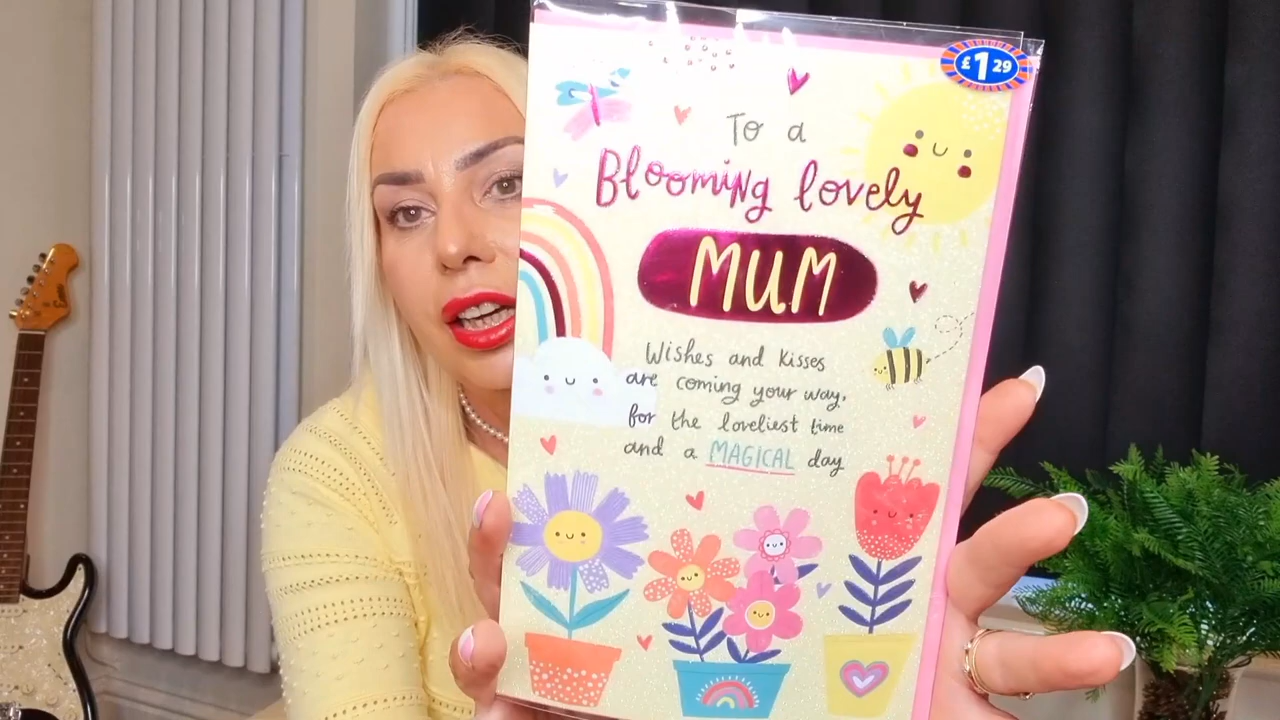 £1 29
To a
Blooming lovely
MUM
Wishes and kisses
are coming your way,
for the loveliest time
and a MAGICAL day